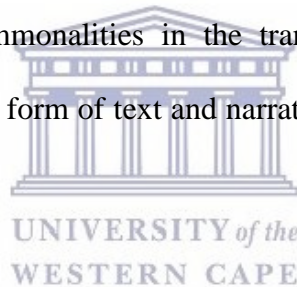 mmonalities in the tran
form of text and narrat
UNIVERSITY of the
WESTERN CAPE